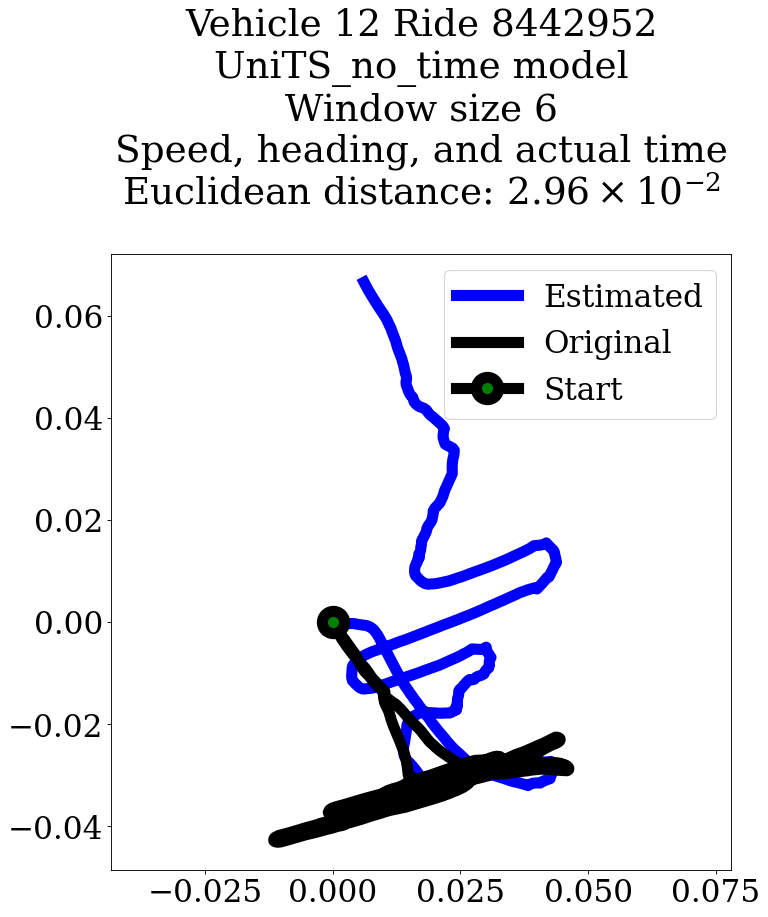 Vehicle 12 Ride 8442952
UniTS_no_time model
Window size 6
Speed, heading, and actual time
Euclidean distance: 2.96 × 10⁻²
Estimated
Original
Start
0.06
0.04
0.02
0.00
−0.02
−0.04
−0.025 0.000 0.025 0.050 0.075